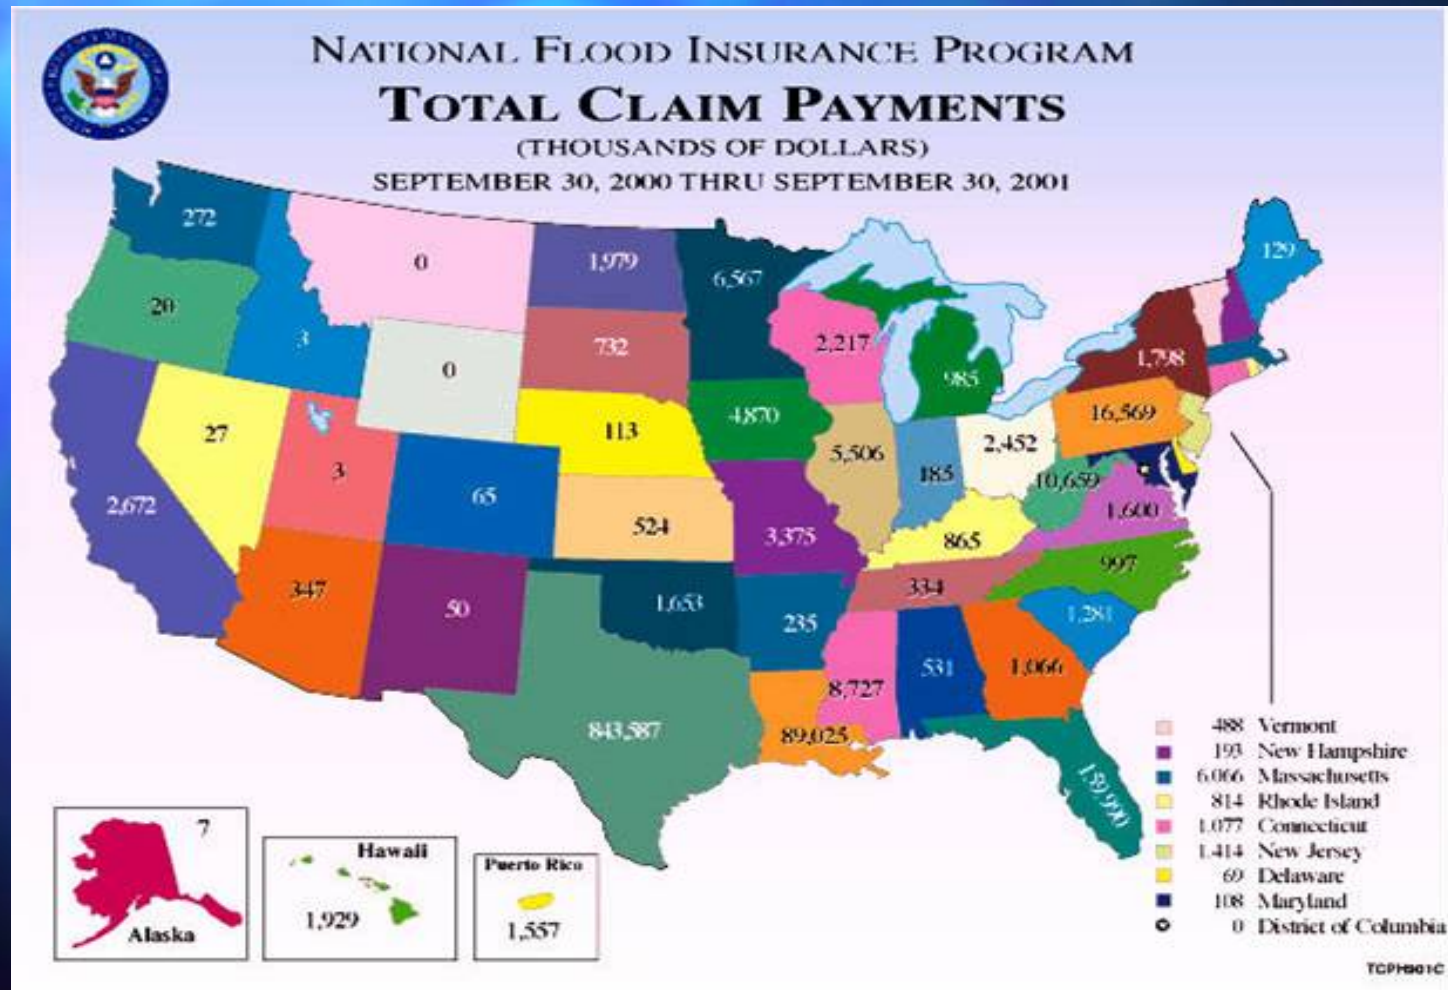 NATIONAL FLOOD INSURANCE PROGRAM
TOTAL CLAIM PAYMENTS
(THOUSANDS OF DOLLARS)
SEPTEMBER 30, 2000 THRU SEPTEMBER 30, 2001
272
0
1,979
6,567
129
20
3
0
732
2,217
985
1,798
27
3
65
113
4,870
5,506
185
2,452
16,569
10,659
2,672
524
3,375
865
1,600
347
50
1,653
235
334
997
1,281
843,587
89,025
8,727
531
1,066
139,990
488 Vermont
193 New Hampshire
6,066 Massachusetts
814 Rhode Island
1,077 Connecticut
1,414 New Jersey
69 Delaware
108 Maryland
0 District of Columbia
7
Alaska
Hawaii
1,929
Puerto Rico
1,557